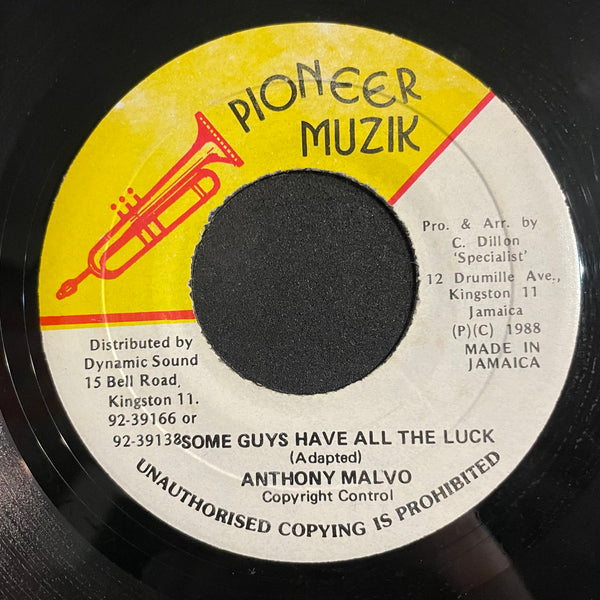 PIONEER
MUZIK
Pro. & Arr. by
C. Dillon
'Specialist'
12 Drumille Ave.,
Kingston 11
Jamaica
(P)(C) 1988
MADE IN
JAMAICA
Distributed by
Dynamic Sound
15 Bell Road,
Kingston 11.
92-39166 or
92-39138
SOME GUYS HAVE ALL THE LUCK
(Adapted)
ANTHONY MALVO
Copyright Control
UNAUTHORISED COPYING IS PROHIBITED